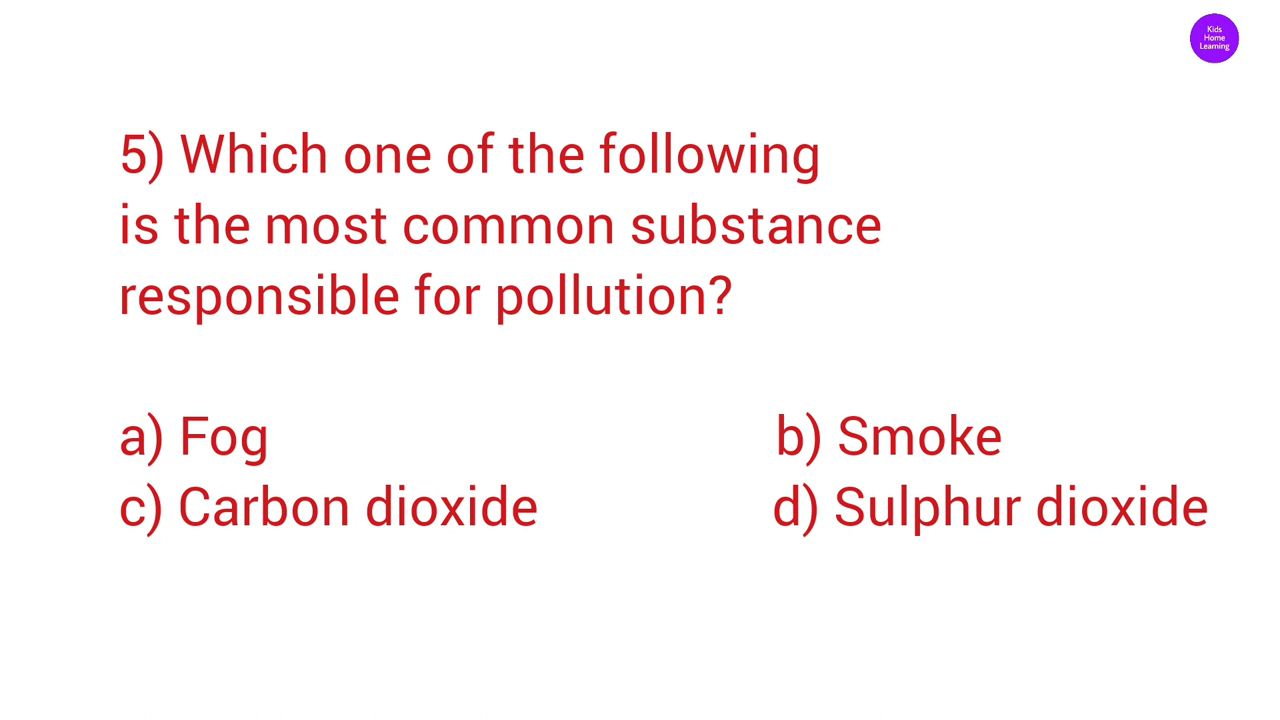 Kids
Home
Learning
5) Which one of the following
is the most common substance
responsible for pollution?
a) Fog b) Smoke
c) Carbon dioxide d) Sulphur dioxide